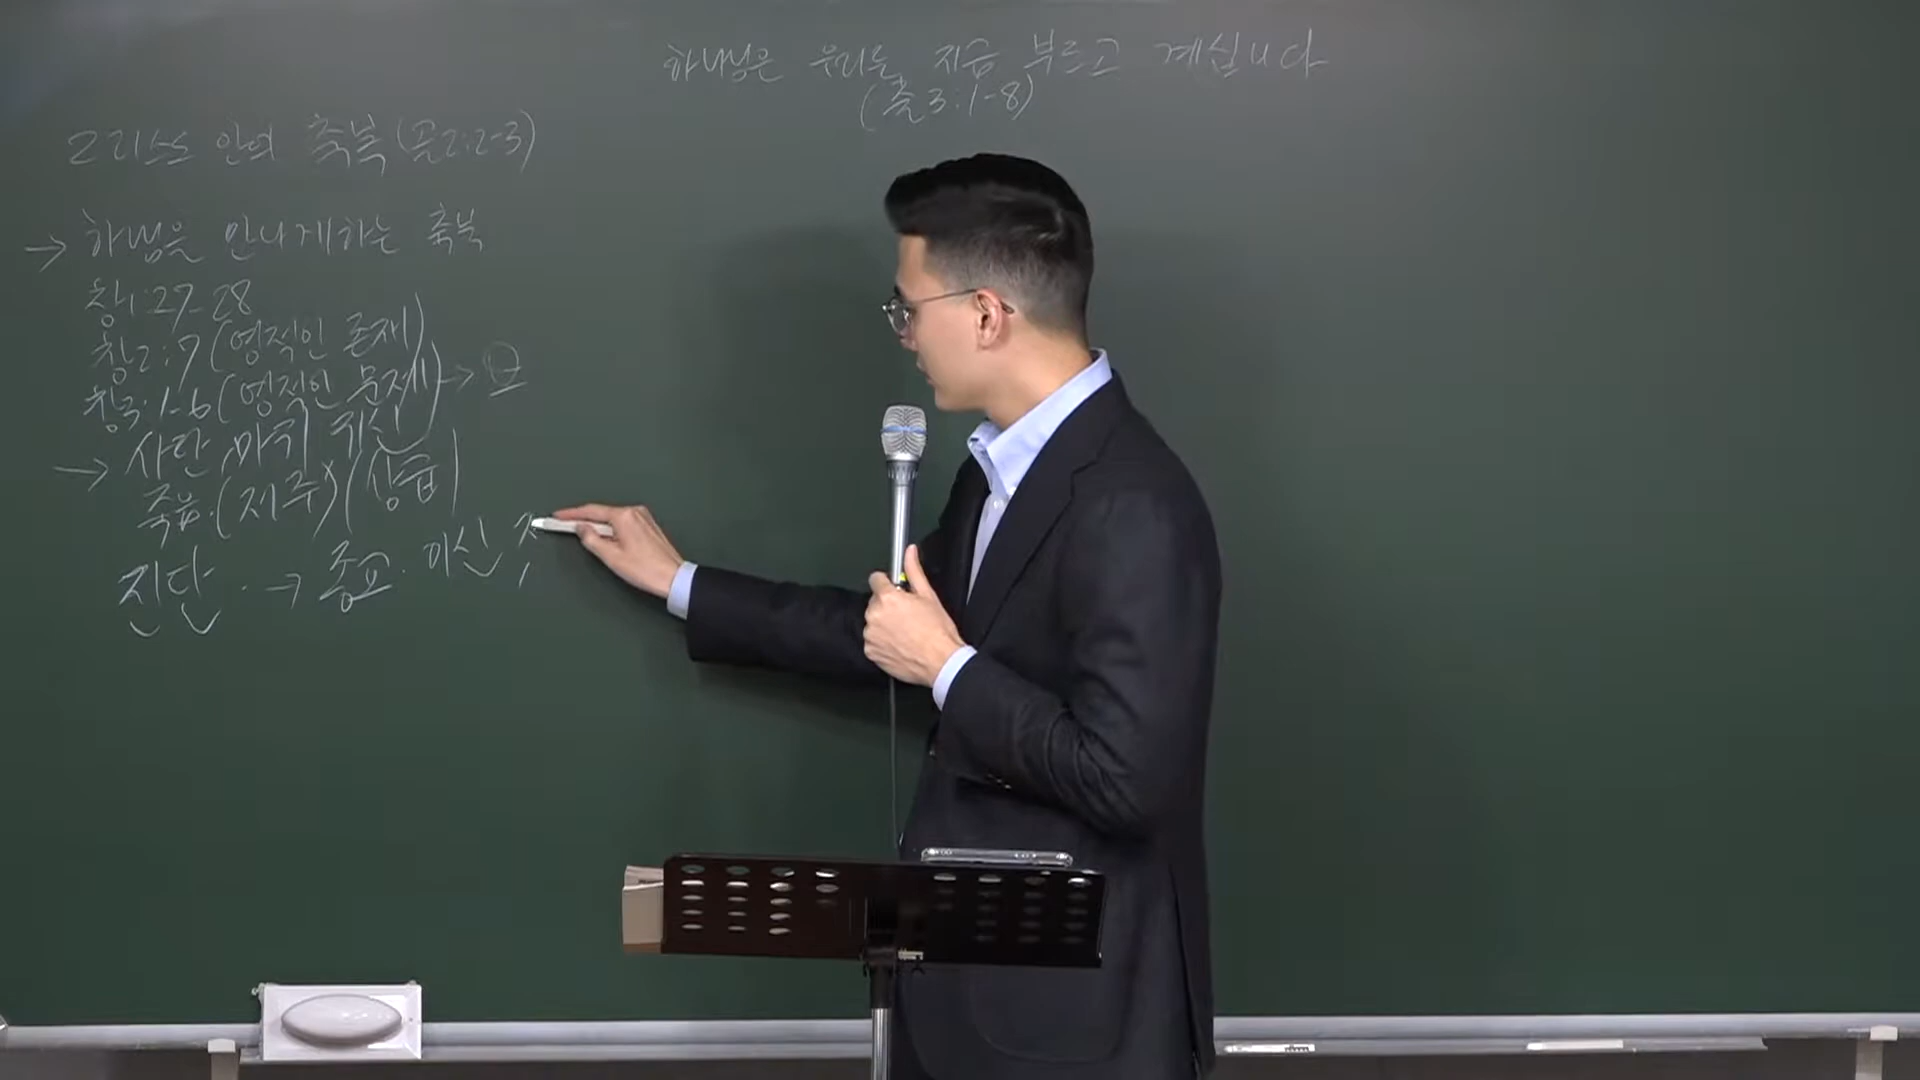 하나님은 우리를 지금 부르고 계십니다
(출3:1-8)
그리스도 안의 축복(골2:2-3)
→ 하나님을 만나게하는 축복
창1:27-28
창2:7(영적인 존재)
창3:1-6(영적인 문제) →
→ 사단, 마귀 귀신
죽음.(저주)
진단. → 종교. 미신,